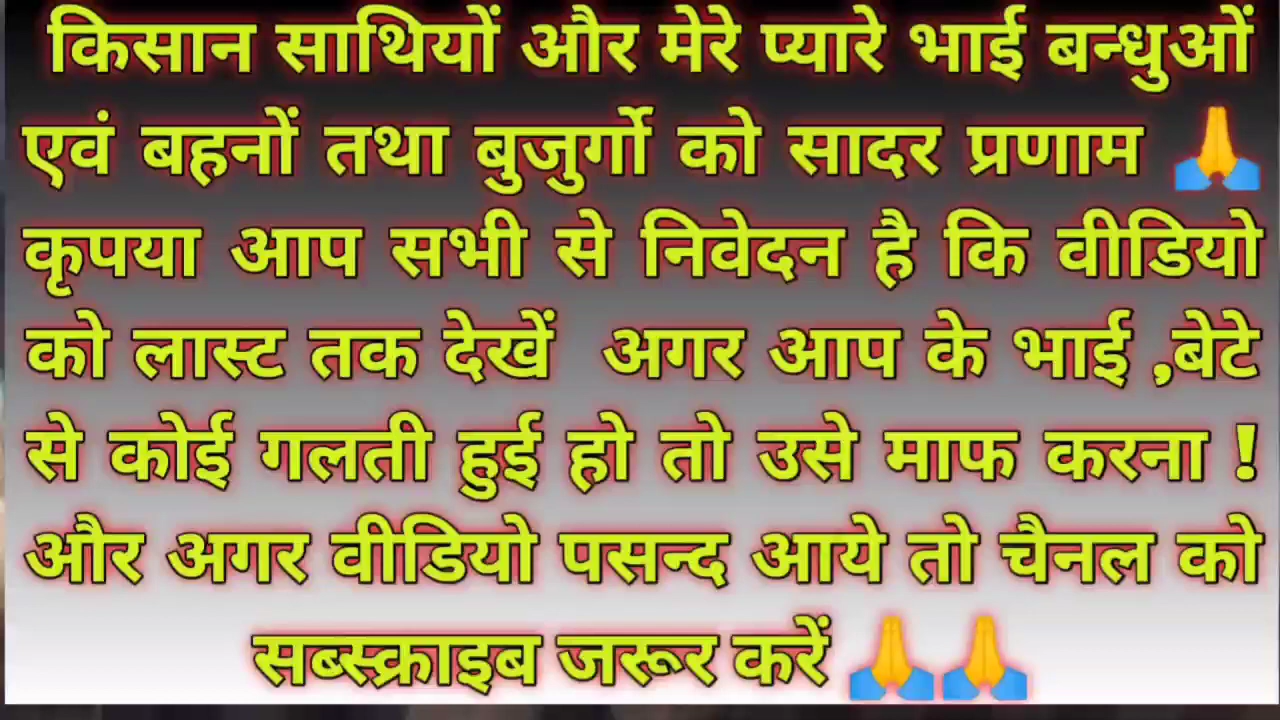 किसान साथियों और मेरे प्यारे भाई बन्धुओं
एवं बहनों तथा बुजुर्गो को सादर प्रणाम 🙏
कृपया आप सभी से निवेदन है कि वीडियो
को लास्ट तक देखें अगर आप के भाई ,बेटे
से कोई गलती हुई हो तो उसे माफ करना !
और अगर वीडियो पसन्द आये तो चैनल को
सब्स्क्राइब जरूर करें 🙏🙏